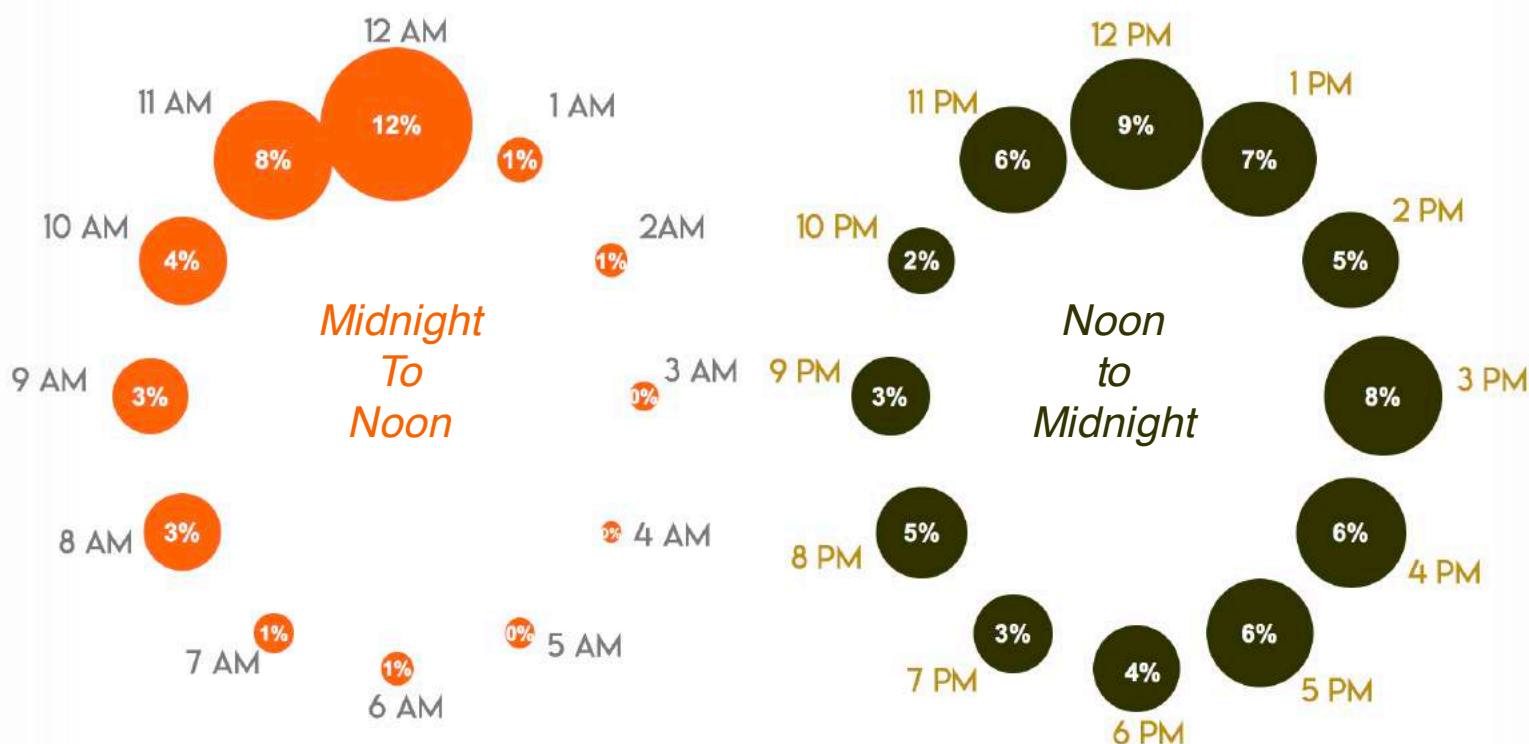 12 AM
12%
1 AM
1%
2AM
1%
3 AM
0%
4 AM
0%
5 AM
0%
6 AM
1%
7 AM
1%
8 AM
3%
9 AM
3%
10 AM
4%
11 AM
8%
Midnight
To
Noon
12 PM
9%
1 PM
7%
2 PM
5%
3 PM
8%
4 PM
6%
5 PM
6%
6 PM
4%
7 PM
3%
8 PM
5%
9 PM
3%
10 PM
2%
11 PM
6%
Noon
to
Midnight